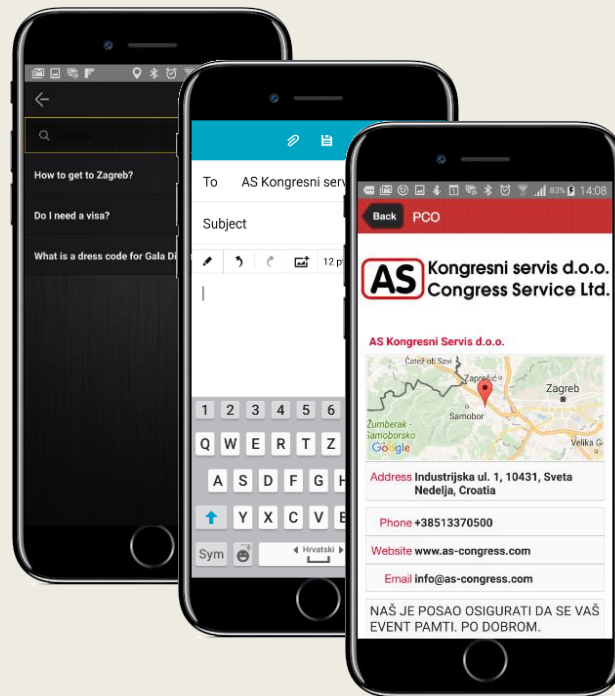 How to get to Zagreb?
Do I need a visa?
What is a dress code for Gala Di
To AS Kongresni serv
Subject
12 pt
1 2 3 4 5 6
Q W E R T Z
A S D F G H
Y X C V B
Sym Hrvatski
83% 14:08
Back PCO
AS Kongresni servis d.o.o.
Congress Service Ltd.
AS Kongresni Servis d.o.o.
Čatež ob Savi
Zaprešić
Zagreb
Samobor
Žumberak -
Samoborsko
Velika G
Google
Address Industrijska ul. 1, 10431, Sveta
Nedelja, Croatia
Phone +38513370500
Website www.as-congress.com
Email info@as-congress.com
NAŠ JE POSAO OSIGURATI DA SE VAŠ
EVENT PAMTI. PO DOBROM.